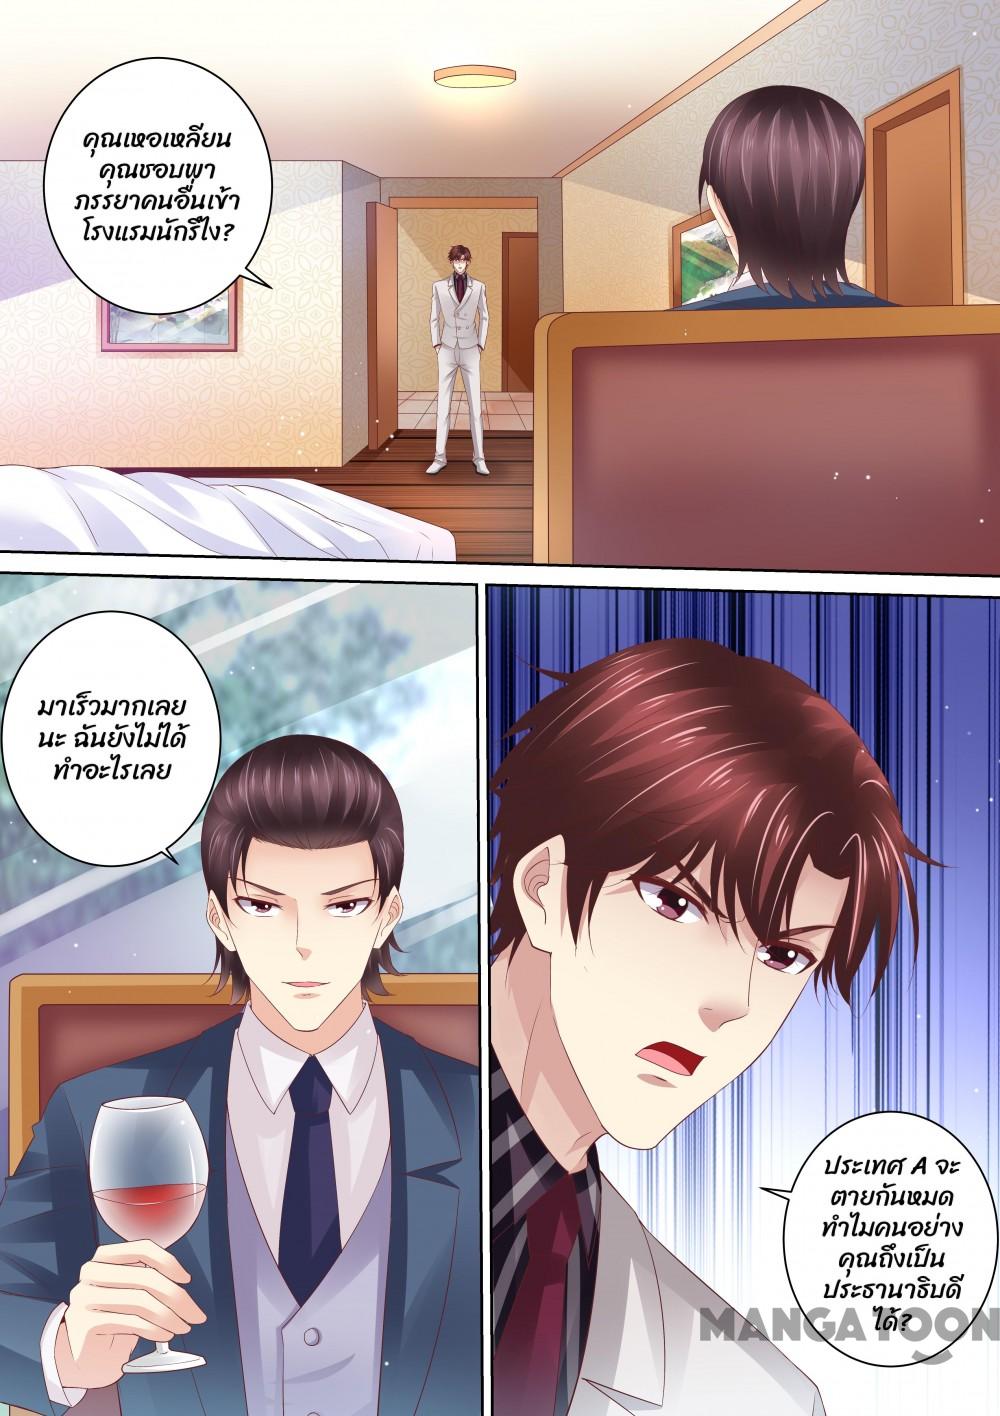 คุณเหอเหลียน
คุณชอบพา
ภรรยาคนอื่นเข้า
โรงแรมนักรึไง?
มาเร็วมากเลย
นะ ฉันยังไม่ได้
ทำอะไรเลย
ประเทศ A จะ
ตายกันหมด
ทำไมคนอย่าง
คุณถึงเป็น
ประธานาธิบดี
ได้?
MANGATOON